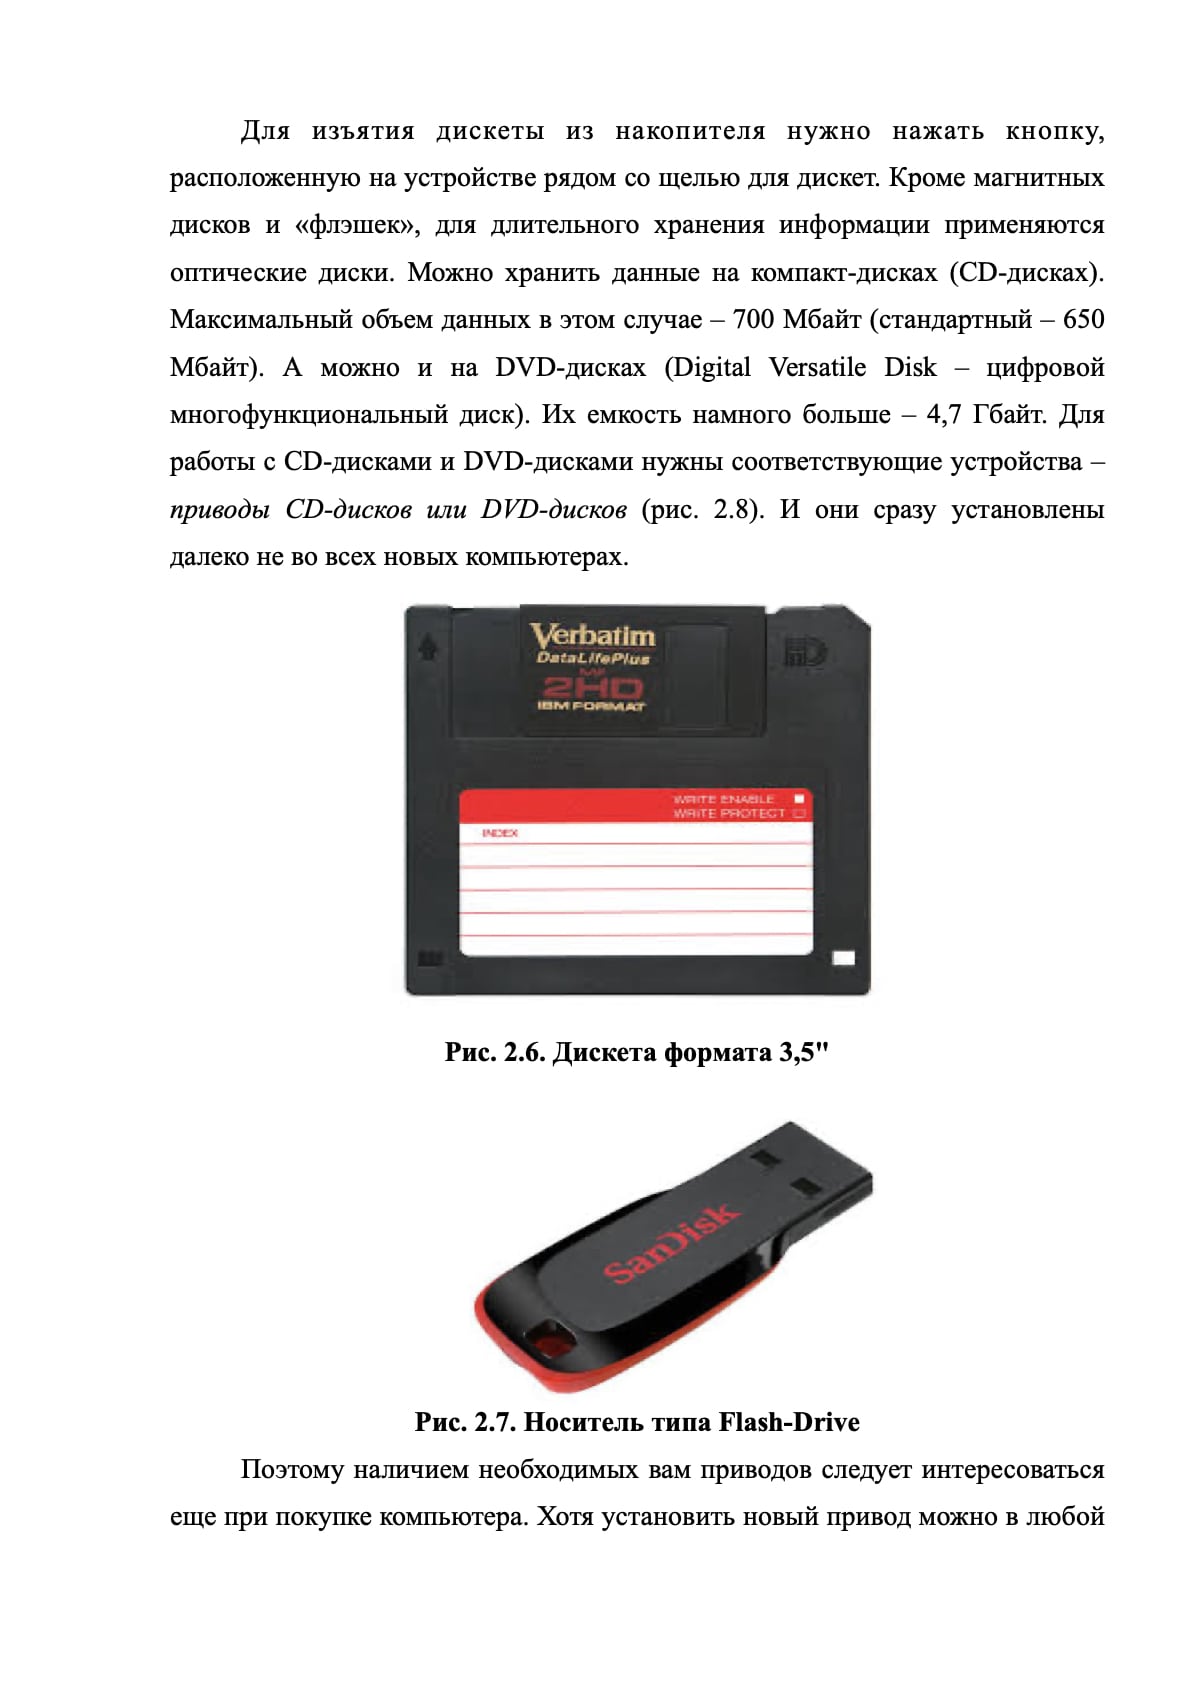 Для изъятия дискеты из накопителя нужно нажать кнопку,
расположенную на устройстве рядом со щелью для дискет. Кроме магнитных
дисков и «флэшек», для длительного хранения информации применяются
оптические диски. Можно хранить данные на компакт-дисках (CD-дисках).
Максимальный объем данных в этом случае – 700 Мбайт (стандартный – 650
Мбайт). А можно и на DVD-дисках (Digital Versatile Disk – цифровой
многофункциональный диск). Их емкость намного больше – 4,7 Гбайт. Для
работы с CD-дисками и DVD-дисками нужны соответствующие устройства –
приводы CD-дисков или DVD-дисков (рис. 2.8). И они сразу установлены
далеко не во всех новых компьютерах.
Verbatim
DataLifePlus
MF
2HD
IBM FORMAT
HD
WRITE ENABLE
WRITE PROTECT
INDEX
Рис. 2.6. Дискета формата 3,5"
SanDisk
Рис. 2.7. Носитель типа Flash-Drive
Поэтому наличием необходимых вам приводов следует интересоваться
еще при покупке компьютера. Хотя установить новый привод можно в любой